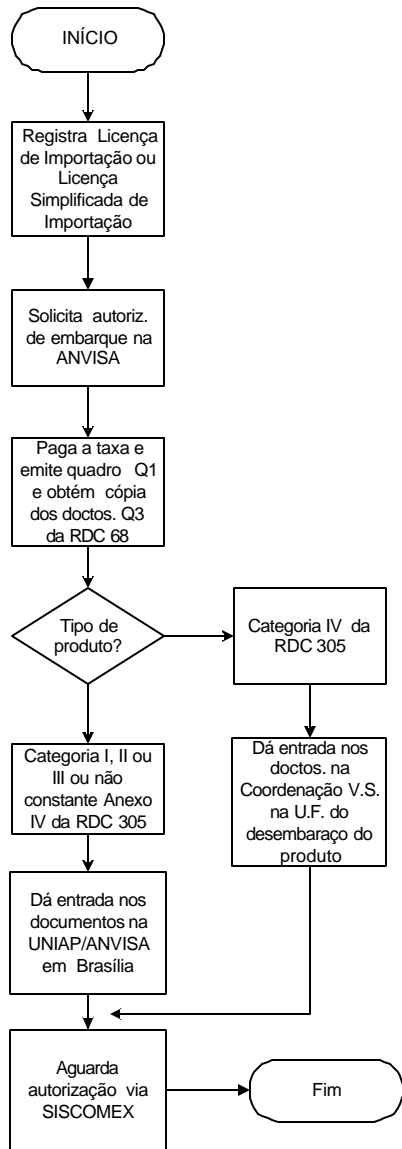 INÍCIO
Registra Licença
de Importação ou
Licença
Simplificada de
Importação
Solicita autoriz.
de embarque na
ANVISA
Paga a taxa e
emite quadro Q1
e obtém cópia
dos doctos. Q3
da RDC 68
Tipo de
produto?
Categoria IV da
RDC 305
Categoria I, II ou
III ou não
constante Anexo
IV da RDC 305
Dá entrada nos
doctos. na
Coordenação V.S.
na U.F. do
desembaraço do
produto
Dá entrada nos
documentos na
UNIAP/ANVISA
em Brasília
Aguarda
autorização via
SISCOMEX
Fim